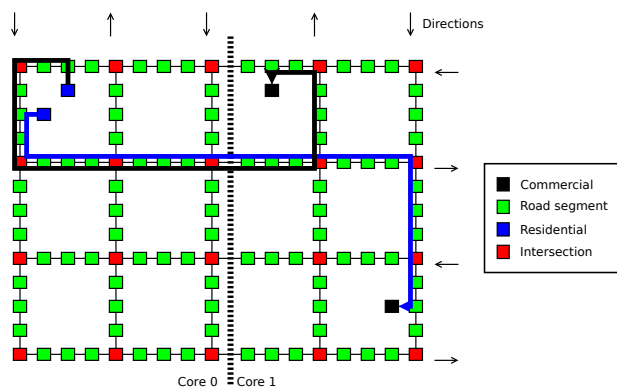 Directions
Commercial
Road segment
Residential
Intersection
Core 0
Core 1